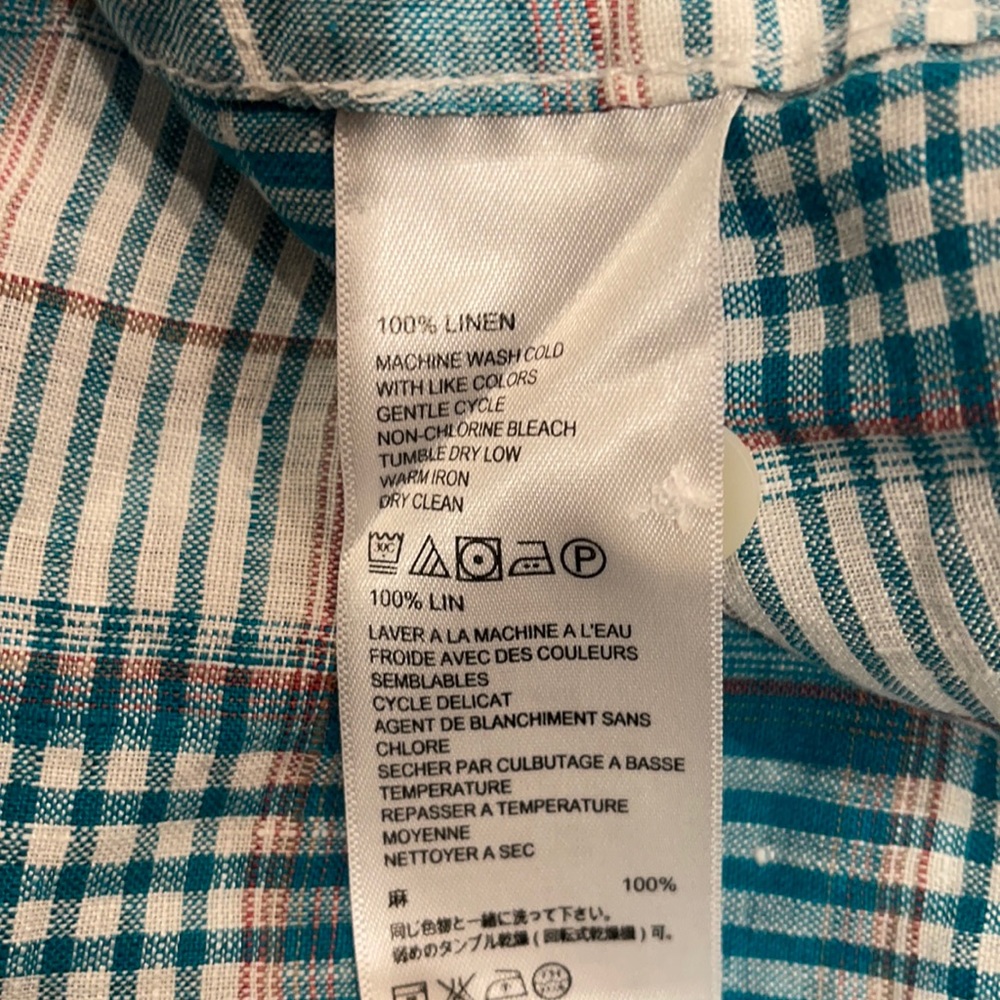 100% LINEN
MACHINE WASH COLD
WITH LIKE COLORS
GENTLE CYCLE
NON-CHLORINE BLEACH
TUMBLE DRY LOW
WARM IRON
DRY CLEAN
30C P
100% LIN
LAVER A LA MACHINE A L'EAU
FROIDE AVEC DES COULEURS
SEMBLABLES
CYCLE DELICAT
AGENT DE BLANCHIMENT SANS
CHLORE
SECHER PAR CULBUTAGE A BASSE
TEMPERATURE
REPASSER A TEMPERATURE
MOYENNE
NETTOYER A SEC
麻 100%
同じ色物と一緒に洗って下さい。
弱めのタンブル乾燥(回転式乾燥機)可。